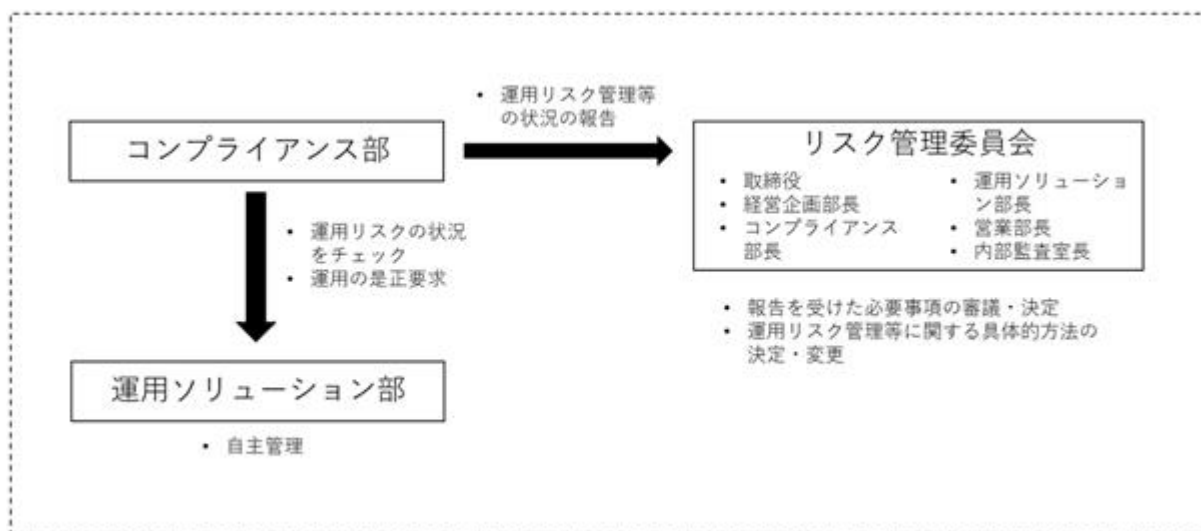 • 運用リスク管理等
の状況の報告
コンプライアンス部
リスク管理委員会
• 取締役
• 経営企画部長
• コンプライアンス
部長
• 運用ソリューショ
ン部長
• 営業部長
• 内部監査室長
• 運用リスクの状況
をチェック
• 運用の是正要求
• 報告を受けた必要事項の審議・決定
• 運用リスク管理等に関する具体的方法の
決定・変更
運用ソリューション部
• 自主管理